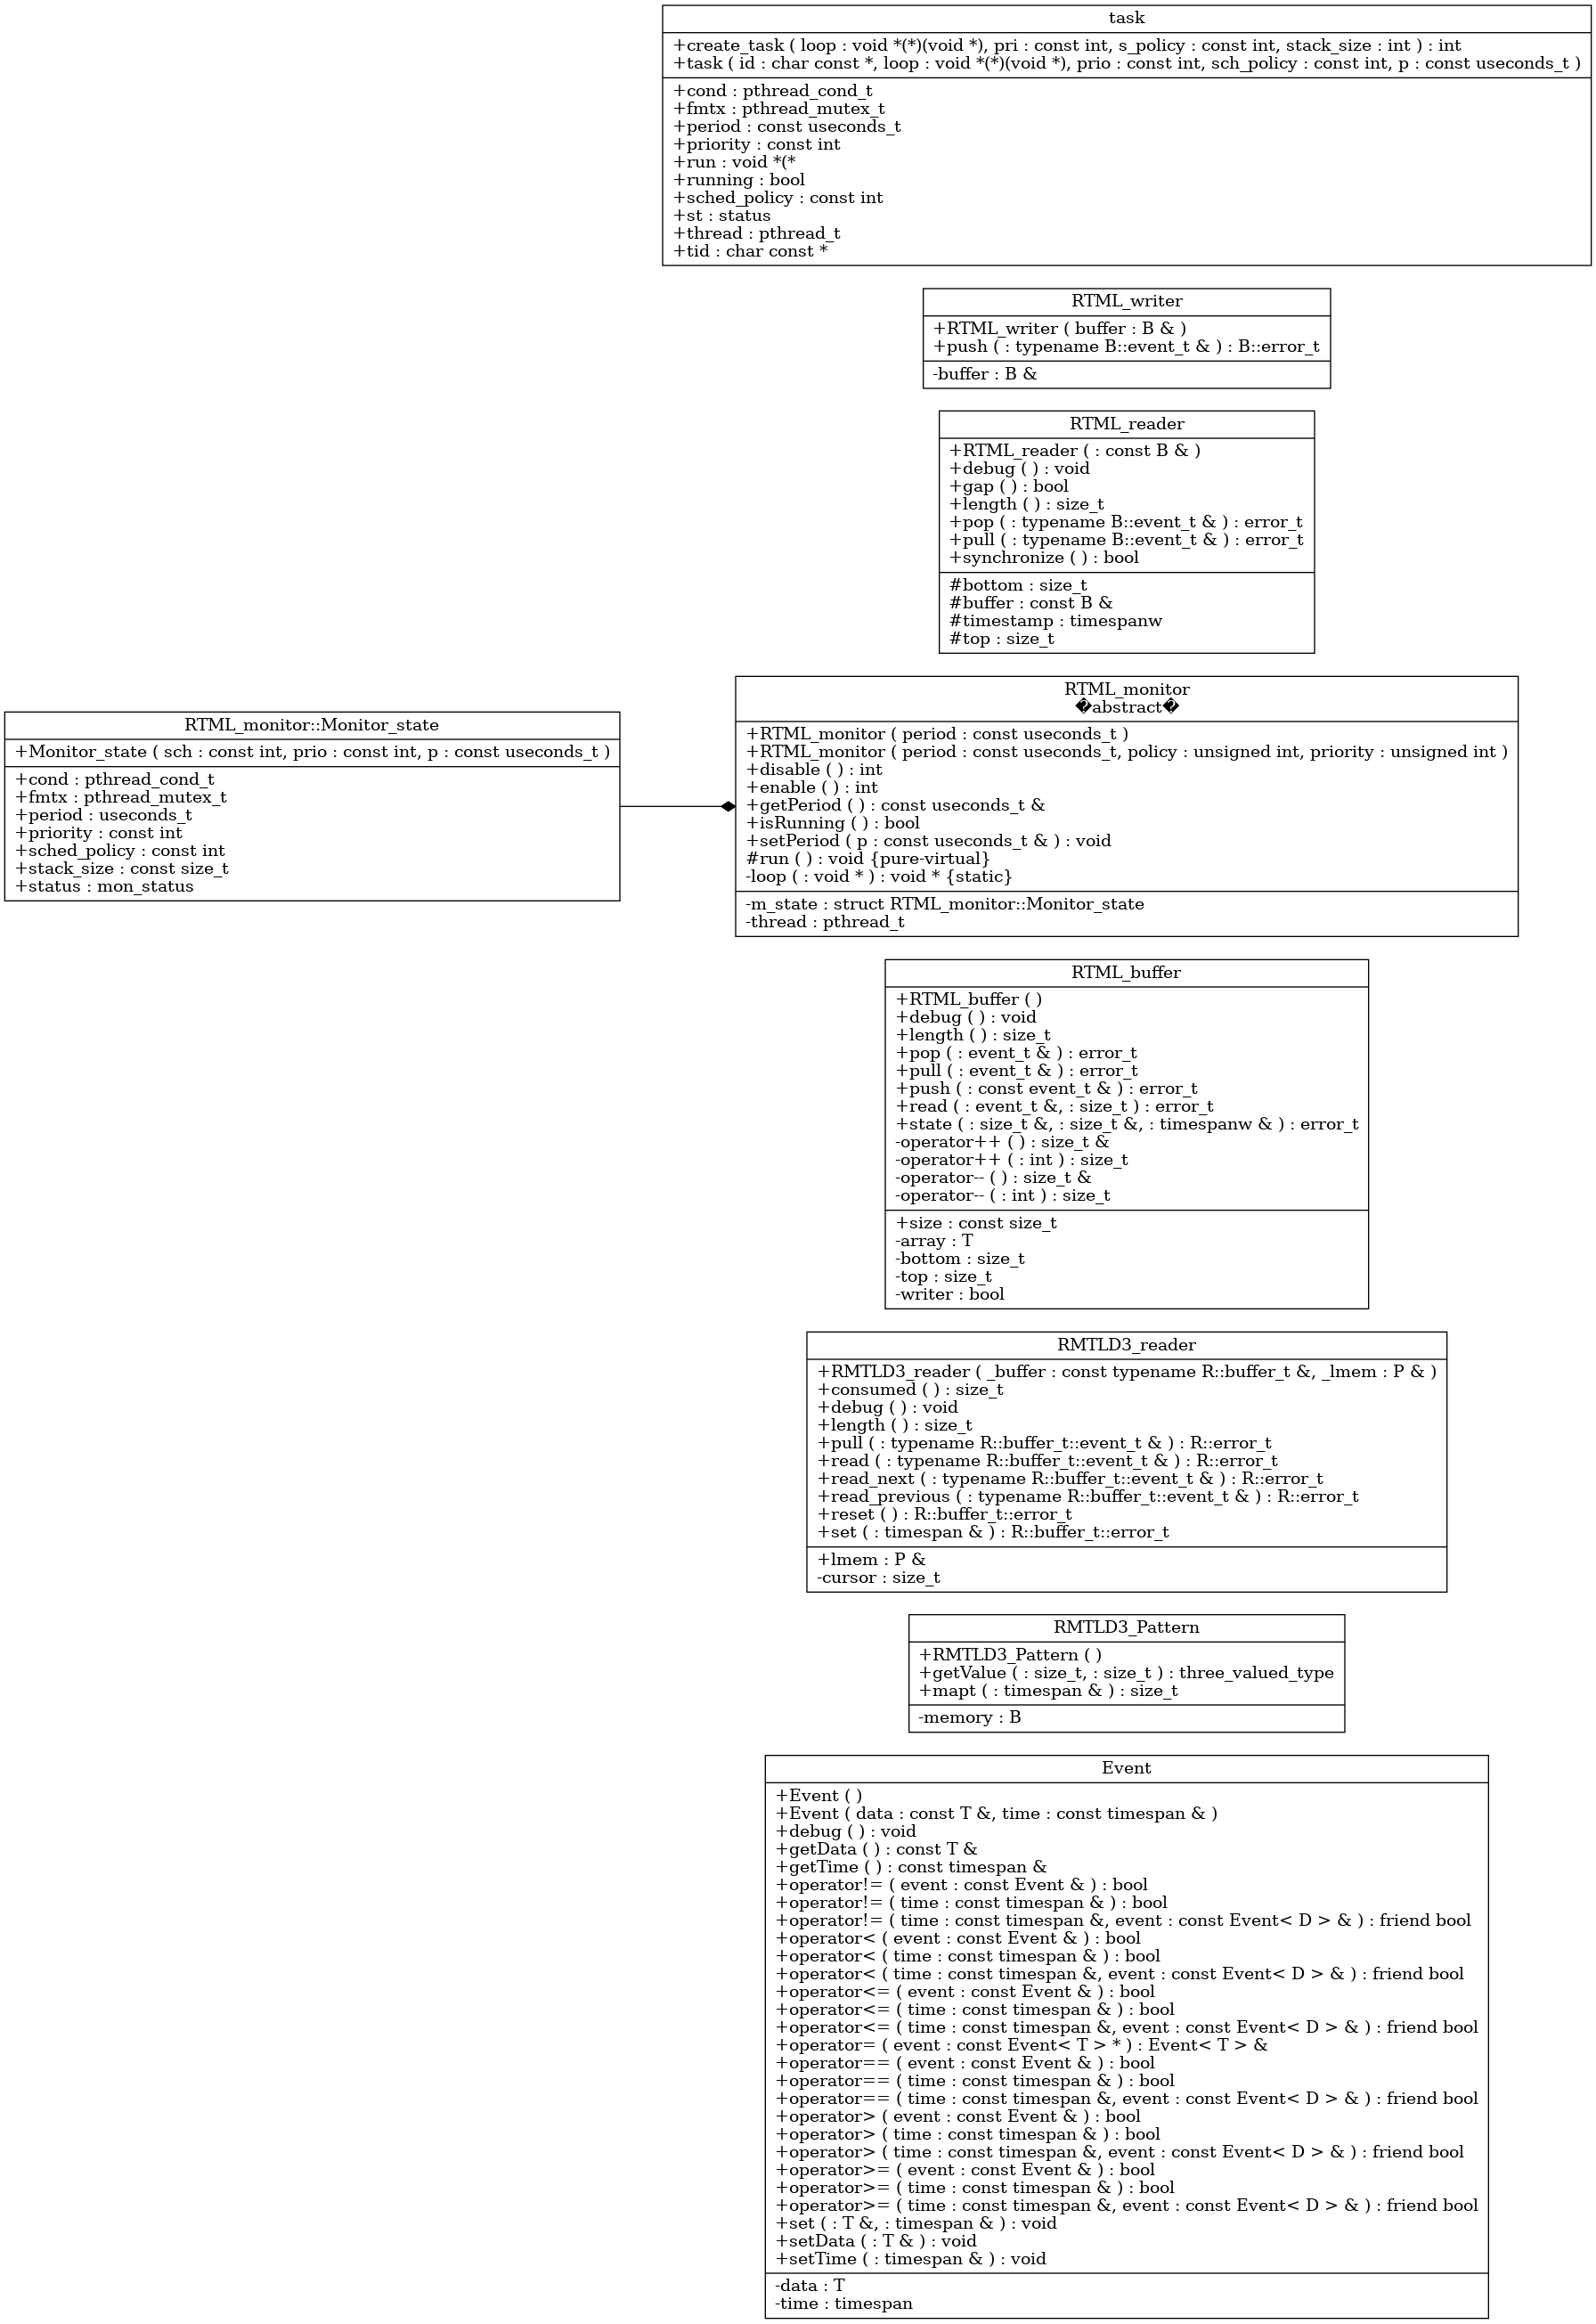 task
+create_task ( loop : void *(*)(void *), pri : const int, s_policy : const int, stack_size : int ) : int
+task ( id : char const *, loop : void *(*)(void *), prio : const int, sch_policy : const int, p : const useconds_t )
+cond : pthread_cond_t
+fmtx : pthread_mutex_t
+period : const useconds_t
+priority : const int
+run : void *(*
+running : bool
+sched_policy : const int
+st : status
+thread : pthread_t
+tid : char const *
RTML_writer
+RTML_writer ( buffer : B & )
+push ( : typename B::event_t & ) : B::error_t
-buffer : B &
RTML_reader
+RTML_reader ( : const B & )
+debug ( ) : void
+gap ( ) : bool
+length ( ) : size_t
+pop ( : typename B::event_t & ) : error_t
+pull ( : typename B::event_t & ) : error_t
+synchronize ( ) : bool
#bottom : size_t
#buffer : const B &
#timestamp : timespanw
#top : size_t
RTML_monitor::Monitor_state
+Monitor_state ( sch : const int, prio : const int, p : const useconds_t )
+cond : pthread_cond_t
+fmtx : pthread_mutex_t
+period : useconds_t
+priority : const int
+sched_policy : const int
+stack_size : const size_t
+status : mon_status
RTML_monitor
�abstract�
+RTML_monitor ( period : const useconds_t )
+RTML_monitor ( period : const useconds_t, policy : unsigned int, priority : unsigned int )
+disable ( ) : int
+enable ( ) : int
+getPeriod ( ) : const useconds_t &
+isRunning ( ) : bool
+setPeriod ( p : const useconds_t & ) : void
#run ( ) : void {pure-virtual}
-loop ( : void * ) : void * {static}
-m_state : struct RTML_monitor::Monitor_state
-thread : pthread_t
RTML_buffer
+RTML_buffer ( )
+debug ( ) : void
+length ( ) : size_t
+pop ( : event_t & ) : error_t
+pull ( : event_t & ) : error_t
+push ( : const event_t & ) : error_t
+read ( : event_t &, : size_t ) : error_t
+state ( : size_t &, : size_t &, : timespanw & ) : error_t
-operator++ ( ) : size_t &
-operator++ ( : int ) : size_t
-operator-- ( ) : size_t &
-operator-- ( : int ) : size_t
+size : const size_t
-array : T
-bottom : size_t
-top : size_t
-writer : bool
RMTLD3_reader
+RMTLD3_reader ( _buffer : const typename R::buffer_t &, _lmem : P & )
+consumed ( ) : size_t
+debug ( ) : void
+length ( ) : size_t
+pull ( : typename R::buffer_t::event_t & ) : R::error_t
+read ( : typename R::buffer_t::event_t & ) : R::error_t
+read_next ( : typename R::buffer_t::event_t & ) : R::error_t
+read_previous ( : typename R::buffer_t::event_t & ) : R::error_t
+reset ( ) : R::buffer_t::error_t
+set ( : timespan & ) : R::buffer_t::error_t
+lmem : P &
-cursor : size_t
RMTLD3_Pattern
+RMTLD3_Pattern ( )
+getValue ( : size_t, : size_t ) : three_valued_type
+mapt ( : timespan & ) : size_t
-memory : B
Event
+Event ( )
+Event ( data : const T &, time : const timespan & )
+debug ( ) : void
+getData ( ) : const T &
+getTime ( ) : const timespan &
+operator!= ( event : const Event & ) : bool
+operator!= ( time : const timespan & ) : bool
+operator!= ( time : const timespan &, event : const Event< D > & ) : friend bool
+operator< ( event : const Event & ) : bool
+operator< ( time : const timespan & ) : bool
+operator< ( time : const timespan &, event : const Event< D > & ) : friend bool
+operator<= ( event : const Event & ) : bool
+operator<= ( time : const timespan & ) : bool
+operator<= ( time : const timespan &, event : const Event< D > & ) : friend bool
+operator= ( event : const Event< T > * ) : Event< T > &
+operator== ( event : const Event & ) : bool
+operator== ( time : const timespan & ) : bool
+operator== ( time : const timespan &, event : const Event< D > & ) : friend bool
+operator> ( event : const Event & ) : bool
+operator> ( time : const timespan & ) : bool
+operator> ( time : const timespan &, event : const Event< D > & ) : friend bool
+operator>= ( event : const Event & ) : bool
+operator>= ( time : const timespan & ) : bool
+operator>= ( time : const timespan &, event : const Event< D > & ) : friend bool
+set ( : T &, : timespan & ) : void
+setData ( : T & ) : void
+setTime ( : timespan & ) : void
-data : T
-time : timespan